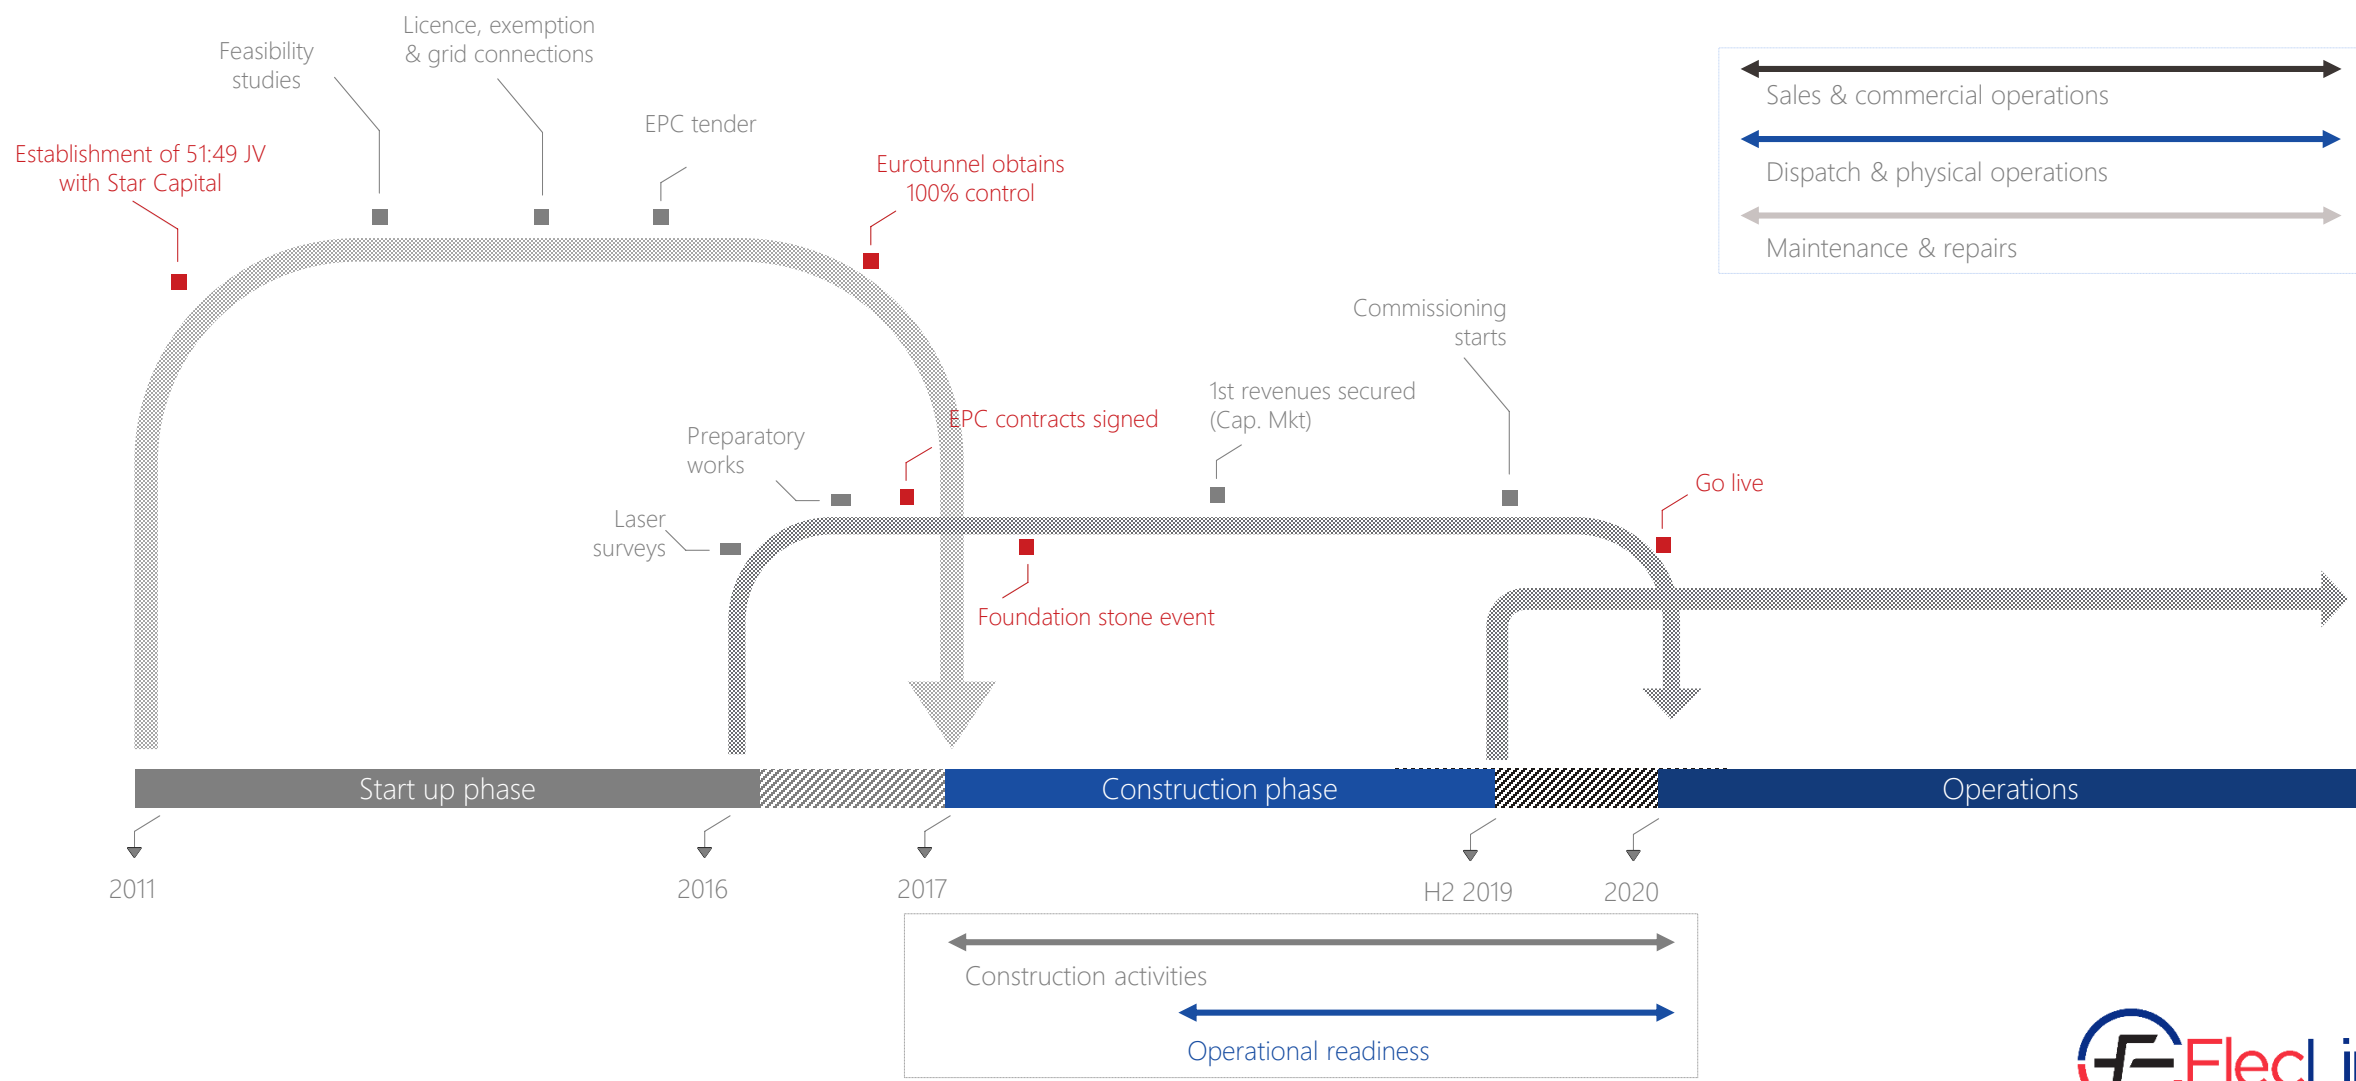 Licence, exemption
& grid connections
Feasibility
studies
EPC tender
Establishment of 51:49 JV
with Star Capital
Eurotunnel obtains
100% control
Sales & commercial operations
Dispatch & physical operations
Maintenance & repairs
Commissioning
starts
1st revenues secured
(Cap. Mkt)
EPC contracts signed
Preparatory
works
Laser
surveys
Go live
Foundation stone event
Start up phase
Construction phase
Operations
2011
2016
2017
H2 2019
2020
Construction activities
Operational readiness